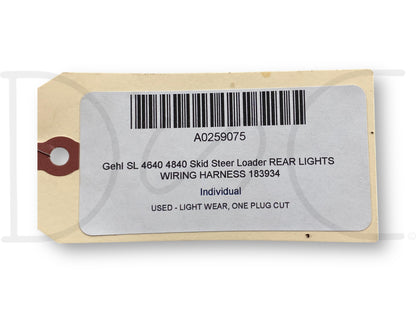 A0259075
Gehl SL 4640 4840 Skid Steer Loader REAR LIGHTS
WIRING HARNESS 183934
Individual
USED - LIGHT WEAR, ONE PLUG CUT